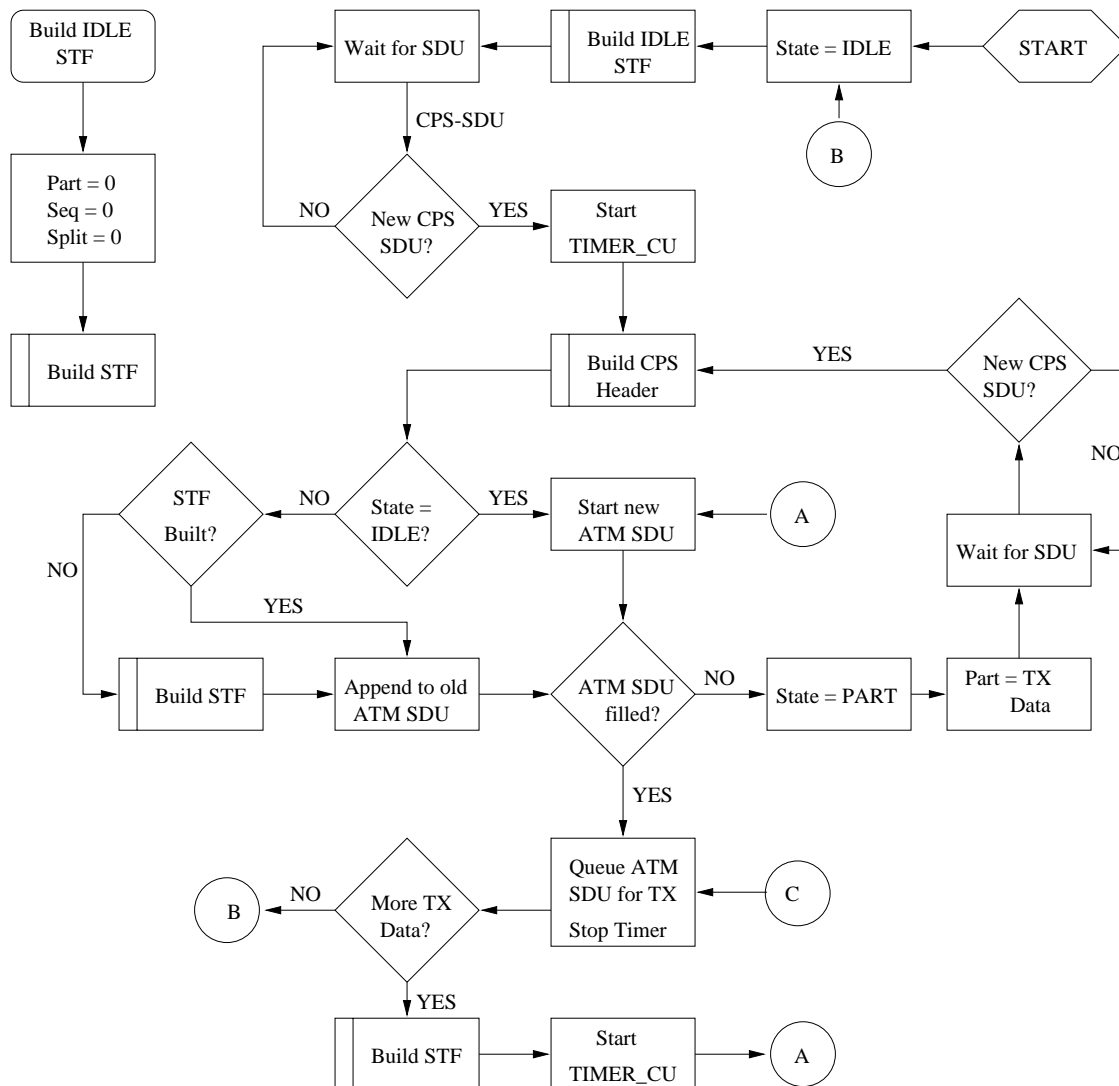 Build IDLE
STF
Part = 0
Seq = 0
Split = 0
Build STF
Wait for SDU
Build IDLE
STF
State = IDLE
START
B
CPS-SDU
NO
New CPS
SDU?
YES
Start
TIMER_CU
Build CPS
Header
YES
New CPS
SDU?
NO
STF
Built?
NO
State =
IDLE?
YES
Start new
ATM SDU
A
Wait for SDU
NO
YES
Build STF
Append to old
ATM SDU
ATM SDU
filled?
NO
State = PART
Part = TX
Data
YES
B
NO
More TX
Data?
Queue ATM
SDU for TX
Stop Timer
C
YES
Build STF
Start
TIMER_CU
A